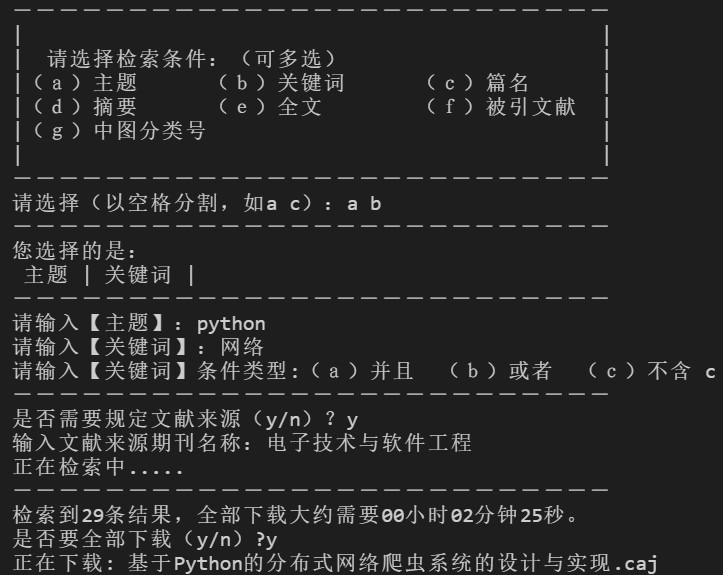 请选择检索条件:(可多选)
(a)主题 (b)关键词 (c)篇名
(d)摘要 (e)全文 (f)被引文献
(g)中图分类号
请选择(以空格分割,如a c):a b
您选择的是:
主题 | 关键词 |
请输入【主题】:python
请输入【关键词】:网络
请输入【关键词】条件类型:(a)并且 (b)或者 (c)不含 c
是否需要规定文献来源(y/n)?y
输入文献来源期刊名称:电子技术与软件工程
正在检索中.....
检索到29条结果,全部下载大约需要00小时02分钟25秒。
是否要全部下载(y/n)?y
正在下载: 基于Python的分布式网络爬虫系统的设计与实现.caj